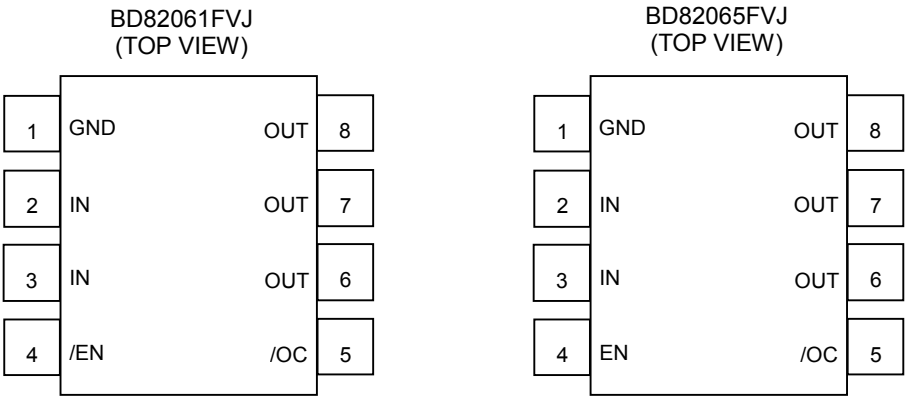 BD82061FVJ
(TOP VIEW)
1 GND OUT 8
2 IN OUT 7
3 IN OUT 6
4 /EN /OC 5
BD82065FVJ
(TOP VIEW)
1 GND OUT 8
2 IN OUT 7
3 IN OUT 6
4 EN /OC 5